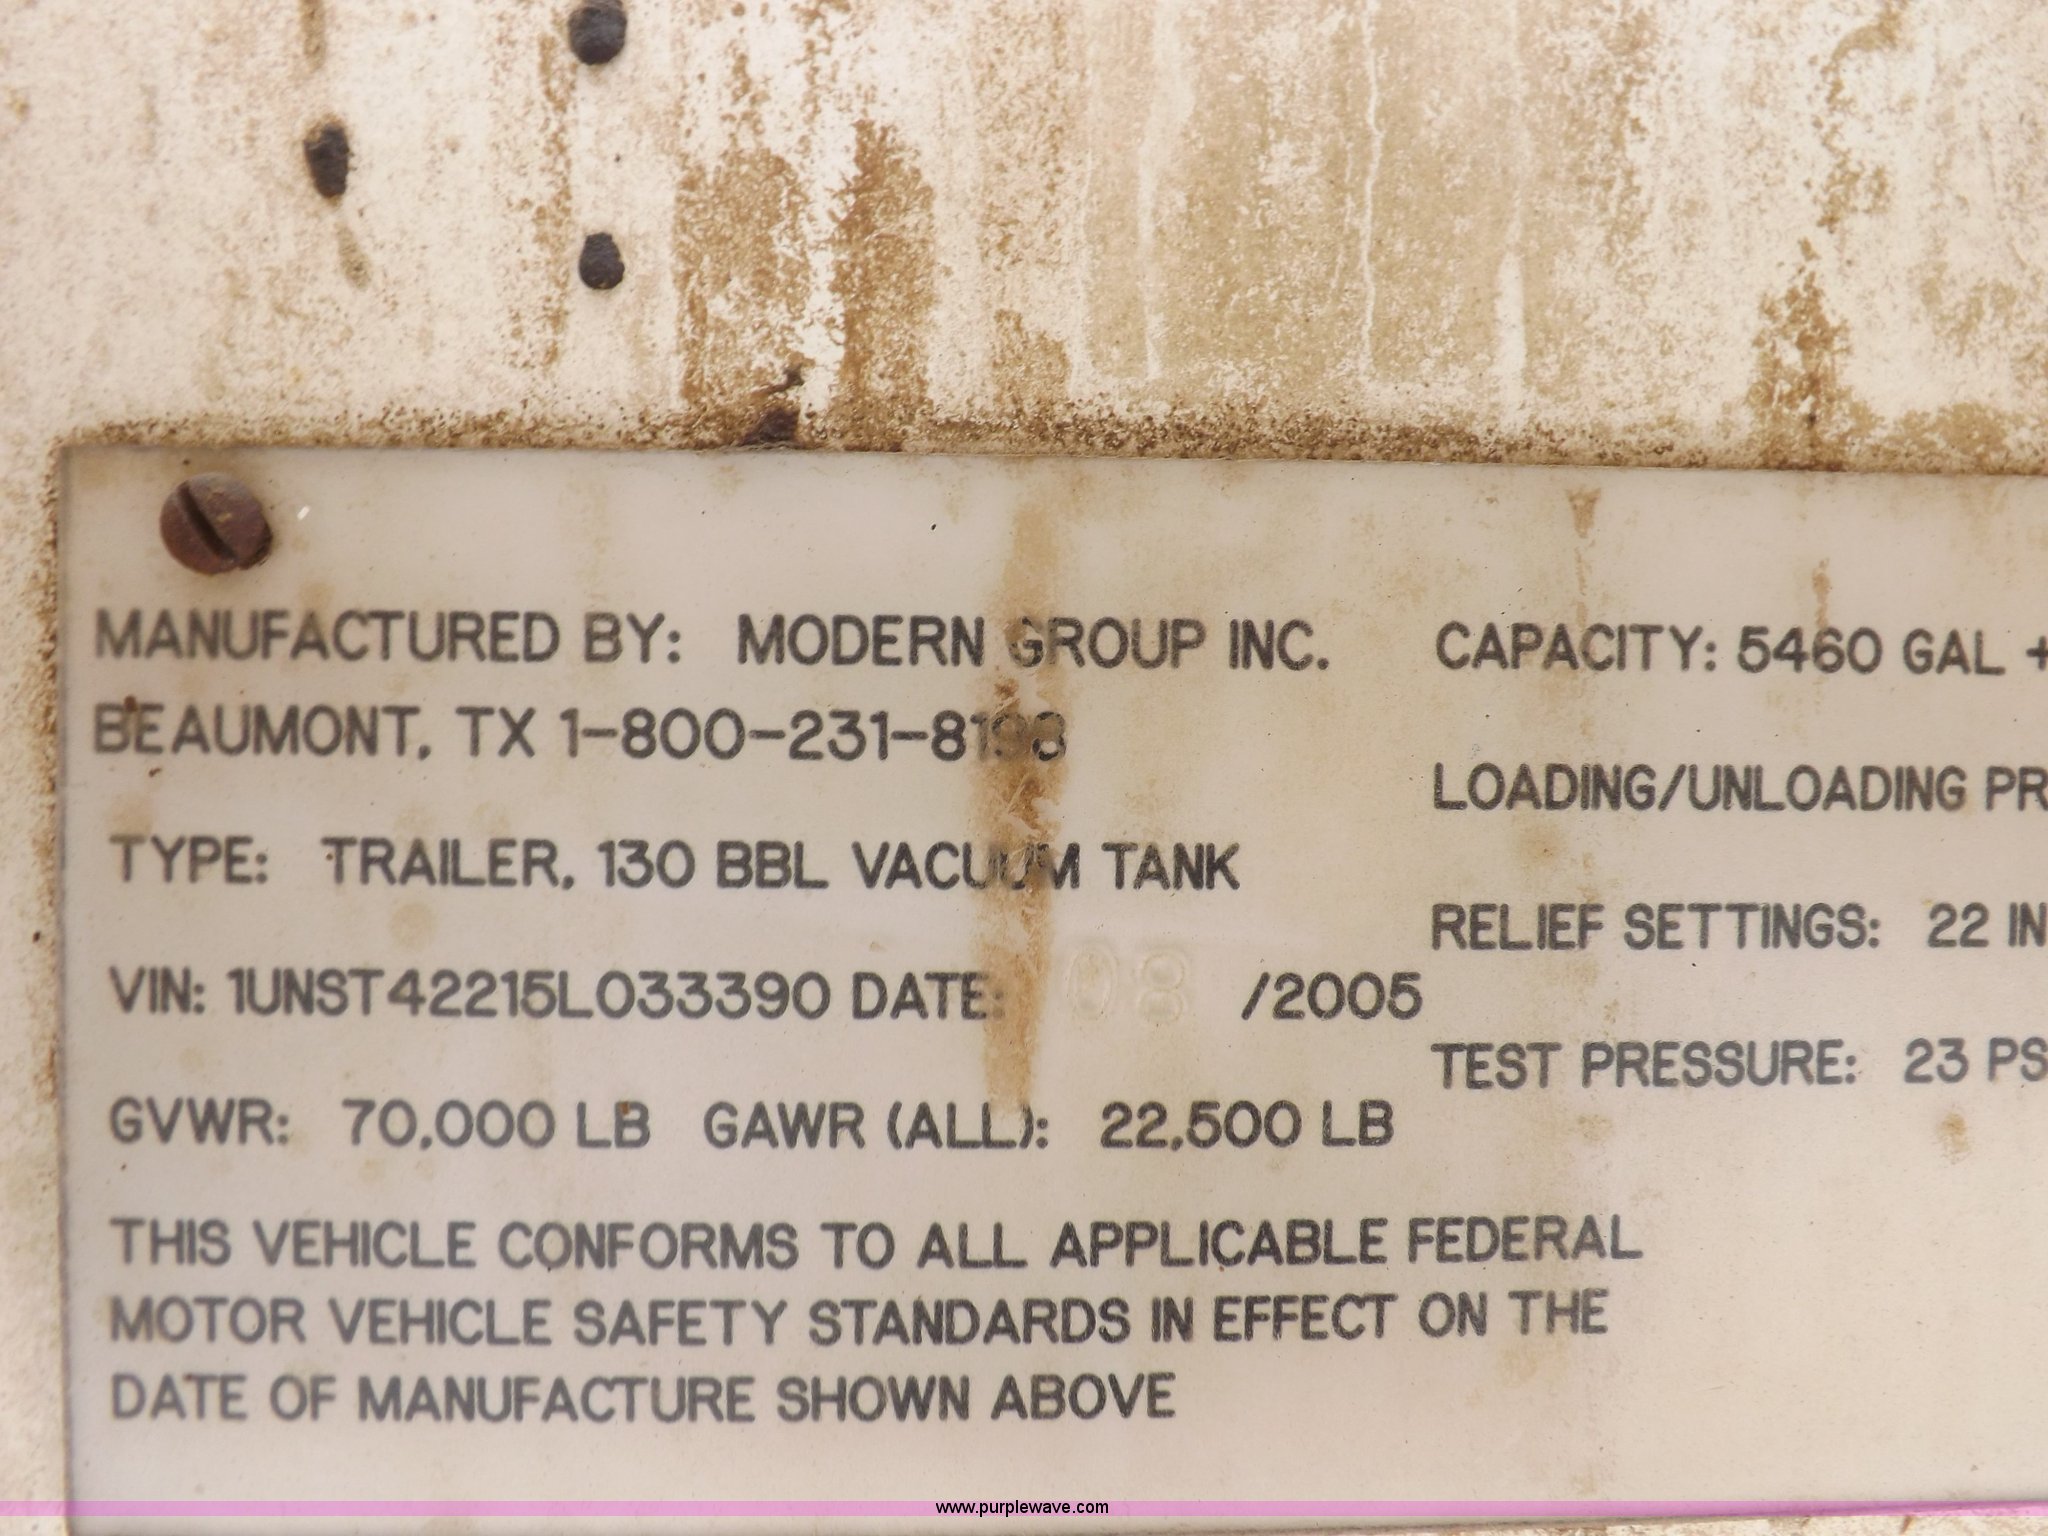 MANUFACTURED BY: MODERN GROUP INC.
BEAUMONT, TX 1-800-231-8198
TYPE: TRAILER, 130 BBL VACUUM TANK
VIN: 1UNST42215L033390 DATE: 08 /2005
GVWR: 70,000 LB GAWR (ALL): 22,500 LB
THIS VEHICLE CONFORMS TO ALL APPLICABLE FEDERAL
MOTOR VEHICLE SAFETY STANDARDS IN EFFECT ON THE
DATE OF MANUFACTURE SHOWN ABOVE
CAPACITY: 5460 GAL +
LOADING/UNLOADING PR
RELIEF SETTINGS: 22 IN
TEST PRESSURE: 23 PS
www.purplewave.com